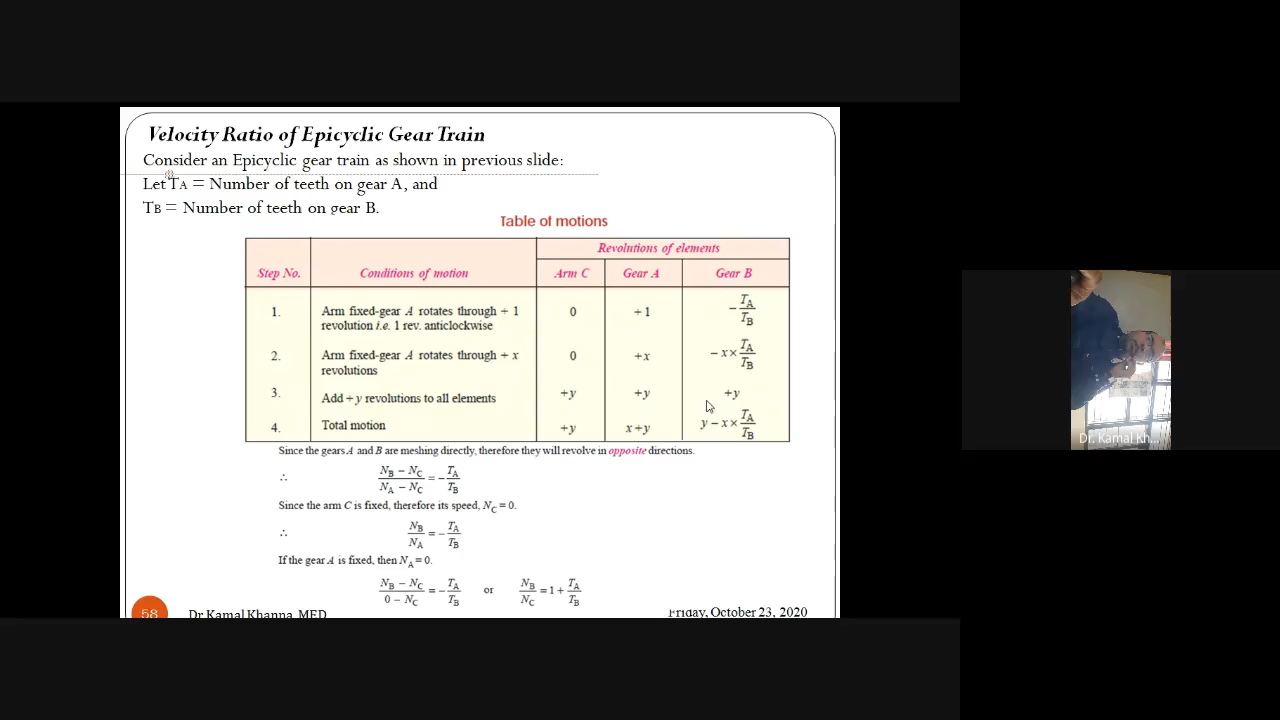 Velocity Ratio of Epicyclic Gear Train
Consider an Epicyclic gear train as shown in previous slide:
Let TA = Number of teeth on gear A, and
TB = Number of teeth on gear B.
Table of motions
Revolutions of elements
Step No. Conditions of motion Arm C Gear A Gear B
1. Arm fixed-gear A rotates through + 1 revolution i.e. 1 rev. anticlockwise 0 +1 − TA/TB
2. Arm fixed-gear A rotates through + x revolutions 0 +x − x × TA/TB
3. Add + y revolutions to all elements +y +y +y
4. Total motion +y x + y y − x × TA/TB
Since the gears A and B are meshing directly, therefore they will revolve in opposite directions.
∴ (NB − NC)/(NA − NC) = − TA/TB
Since the arm C is fixed, therefore its speed, NC = 0.
∴ NB/NA = − TA/TB
If the gear A is fixed, then NA = 0.
(NB − NC)/(0 − NC) = − TA/TB or NB/NC = 1 + TA/TB
58 Dr Kamal Khanna, MED Friday, October 23, 2020
Dr. Kamal Kh...